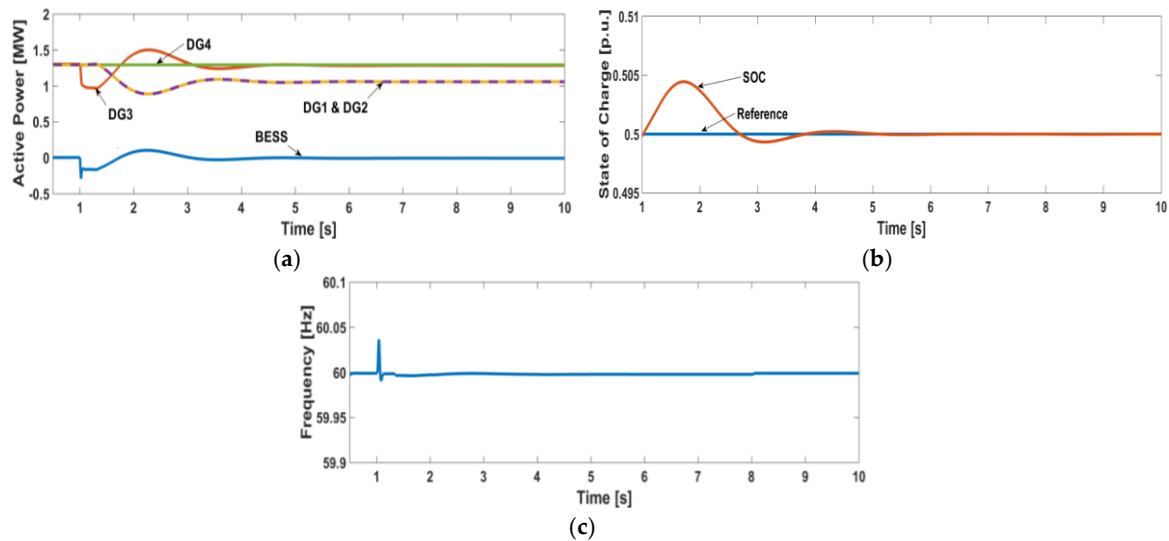 2
1.5
1
0.5
0
-0.5
Active Power [MW]
DG4
DG3
DG1 & DG2
BESS
1 2 3 4 5 6 7 8 9 10
Time [s]
(a)
0.51
0.505
0.5
0.495
State of Charge [p.u.]
SOC
Reference
1 2 3 4 5 6 7 8 9 10
Time [s]
(b)
60.1
60.05
60
59.95
59.9
Frequency [Hz]
1 2 3 4 5 6 7 8 9 10
Time [s]
(c)